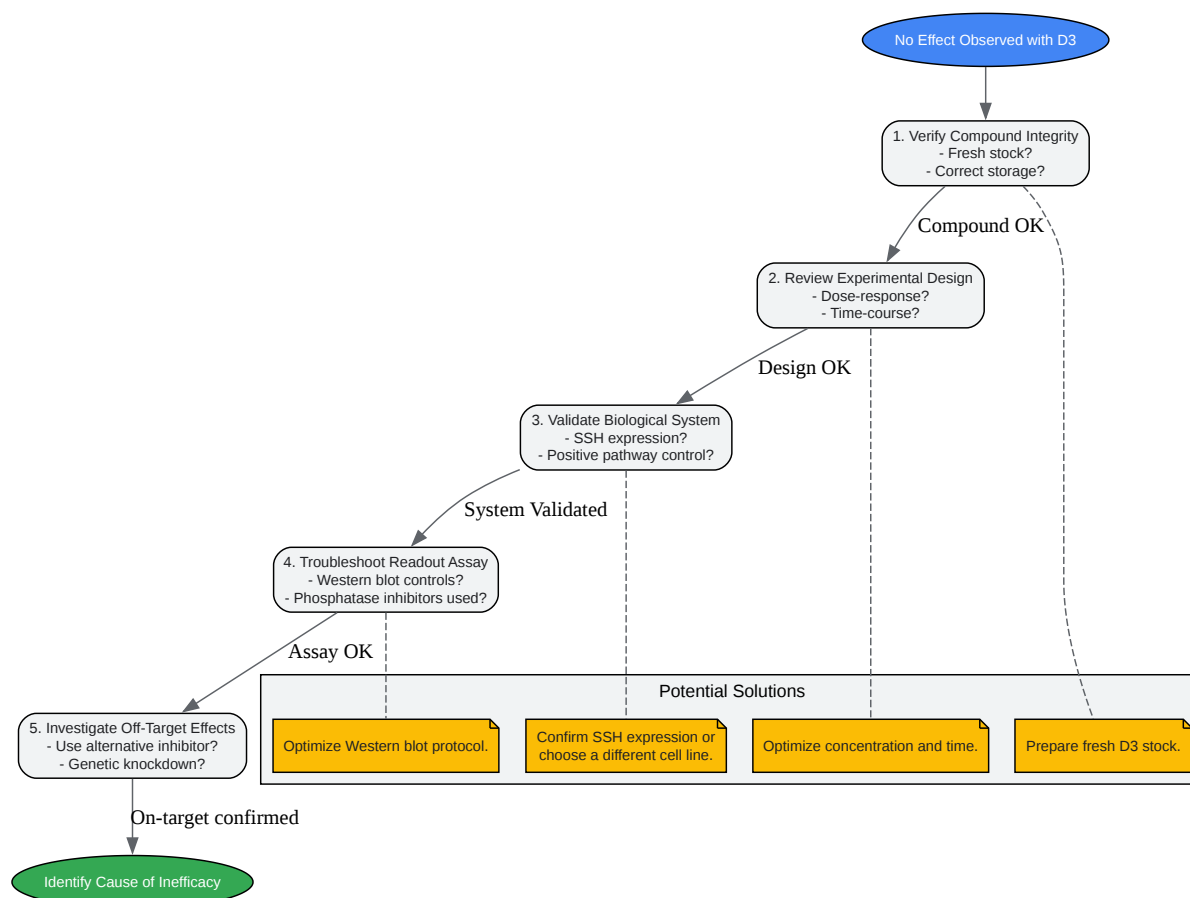 No Effect Observed with D3
1. Verify Compound Integrity
- Fresh stock?
- Correct storage?
Compound OK
2. Review Experimental Design
- Dose-response?
- Time-course?
Design OK
3. Validate Biological System
- SSH expression?
- Positive pathway control?
System Validated
4. Troubleshoot Readout Assay
- Western blot controls?
- Phosphatase inhibitors used?
Assay OK
5. Investigate Off-Target Effects
- Use alternative inhibitor?
- Genetic knockdown?
Potential Solutions
Optimize Western blot protocol.
Confirm SSH expression or
choose a different cell line.
Optimize concentration and time.
Prepare fresh D3 stock.
On-target confirmed
Identify Cause of Inefficacy